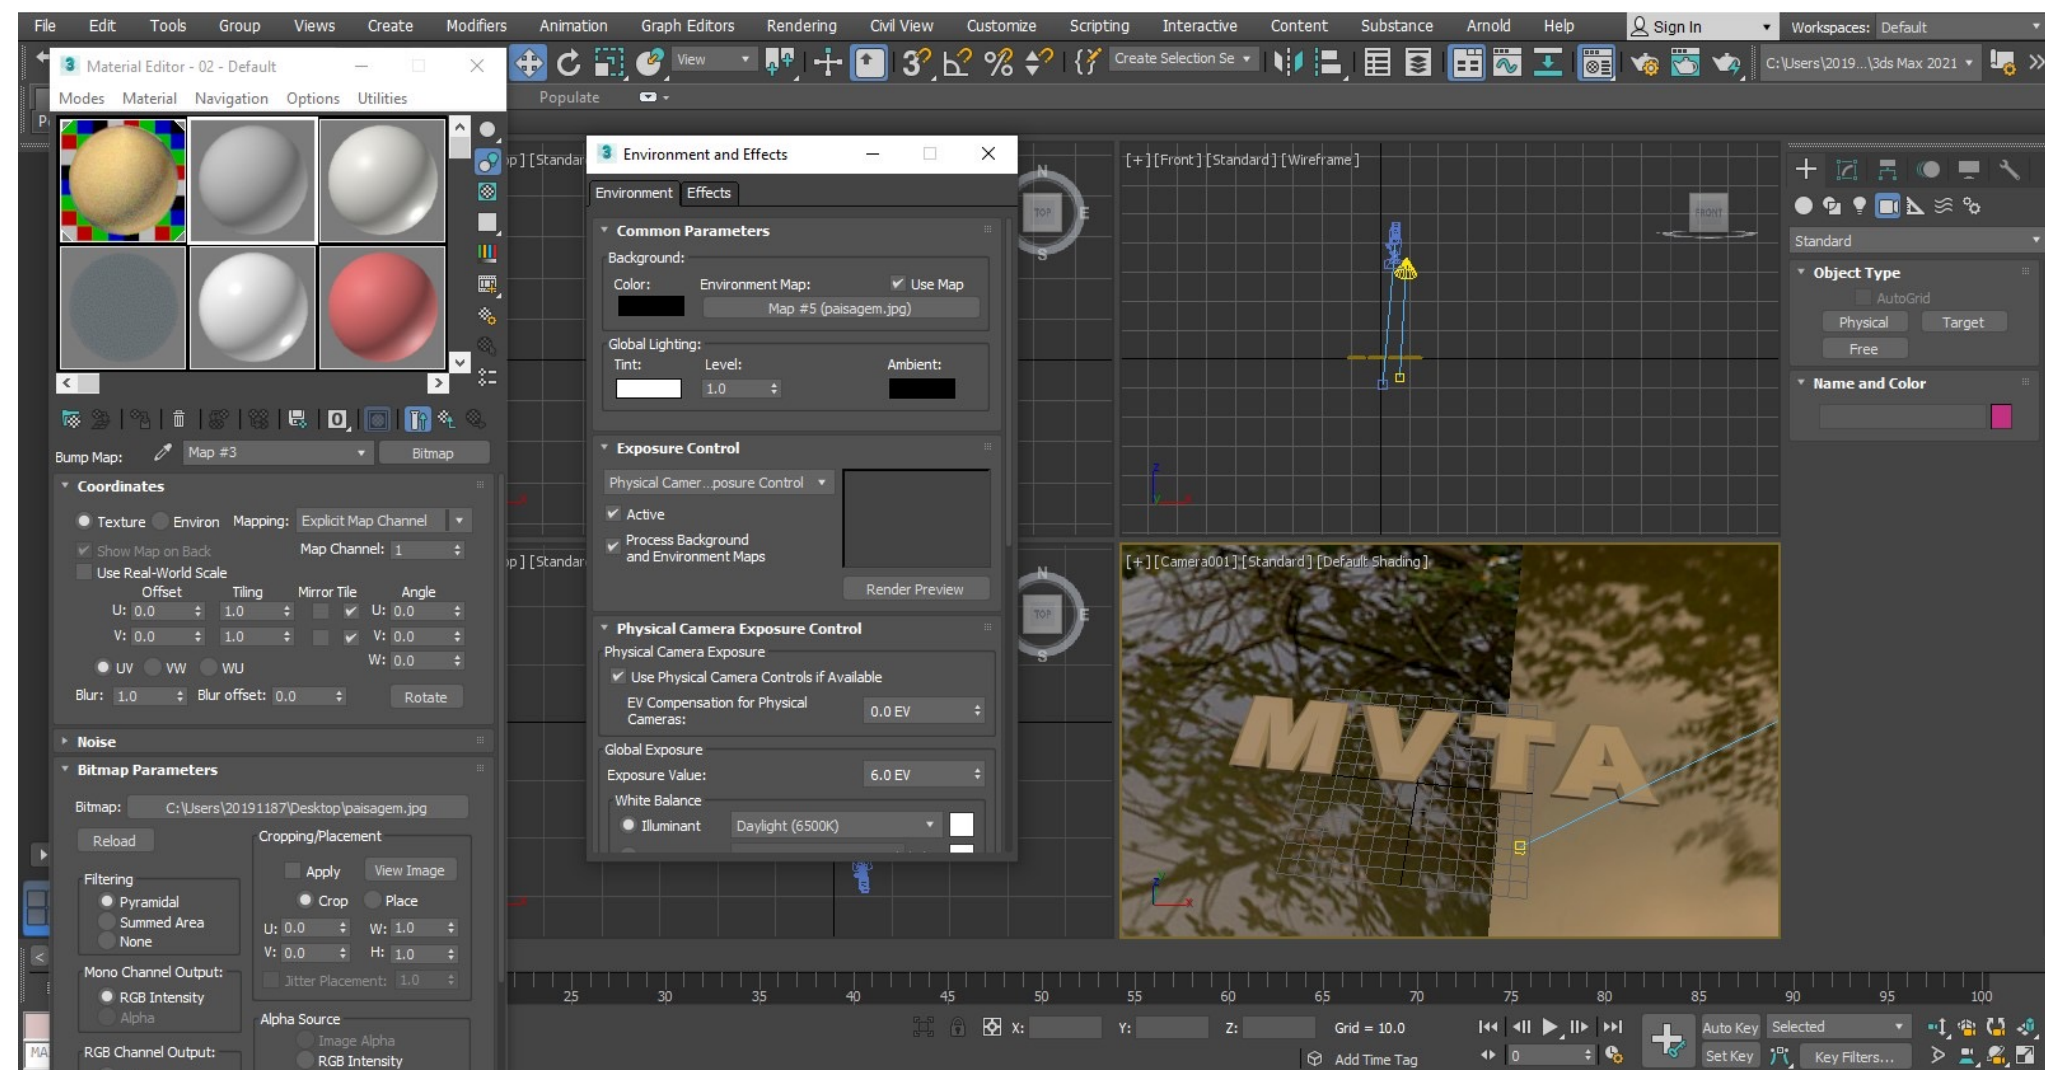 File Edit Tools Group Views Create Modifiers Animation Graph Editors Rendering Civil View Customize Scripting Interactive Content Substance Arnold Help Sign In Workspaces: Default
3 Material Editor - 02 - Default
View
Create Selection Se
C:\Users\2019...\3ds Max 2021
Modes Material Navigation Options Utilities
Populate
3 Environment and Effects
Environment Effects
Common Parameters
Background:
Color: Environment Map: Use Map
Map #5 (paisagem.jpg)
Global Lighting:
Tint: Level: Ambient:
1.0
Exposure Control
Physical Camer...posure Control
Active
Process Background
and Environment Maps
Render Preview
Physical Camera Exposure Control
Physical Camera Exposure
Use Physical Camera Controls if Available
EV Compensation for Physical
Cameras:
0.0 EV
Global Exposure
Exposure Value: 6.0 EV
White Balance
Illuminant Daylight (6500K)
Bump Map: Map #3 Bitmap
Coordinates
Texture Environ Mapping: Explicit Map Channel
Show Map on Back Map Channel: 1
Use Real-World Scale
Offset Tiling Mirror Tile Angle
U: 0.0 1.0 U: 0.0
V: 0.0 1.0 V: 0.0
UV VW WU W: 0.0
Blur: 1.0 Blur offset: 0.0 Rotate
Noise
Bitmap Parameters
Bitmap: C:\Users\20191187\Desktop\paisagem.jpg
Reload
Cropping/Placement
Apply View Image
Crop Place
U: 0.0 W: 1.0
V: 0.0 H: 1.0
Jitter Placement: 1.0
Filtering
Pyramidal
Summed Area
None
Mono Channel Output:
RGB Intensity
Alpha
RGB Channel Output:
Alpha Source
Image Alpha
RGB Intensity
op ] [Standar
N
TOP
E
S
op ] [Standar
N
TOP
E
S
[+] [Front ] [Standard ] [Wireframe ]
FRONT
z
y
[+] [Camera001 ] [Standard ] [Default Shading ]
MVTA
z
x
Standard
Object Type
AutoGrid
Physical Target
Free
Name and Color
25 30 35 40 45 50 55 60 65 70 75 80 85 90 95 100
X: Y: Z: Grid = 10.0
Add Time Tag
0
Auto Key Selected
Set Key Key Filters...
MA